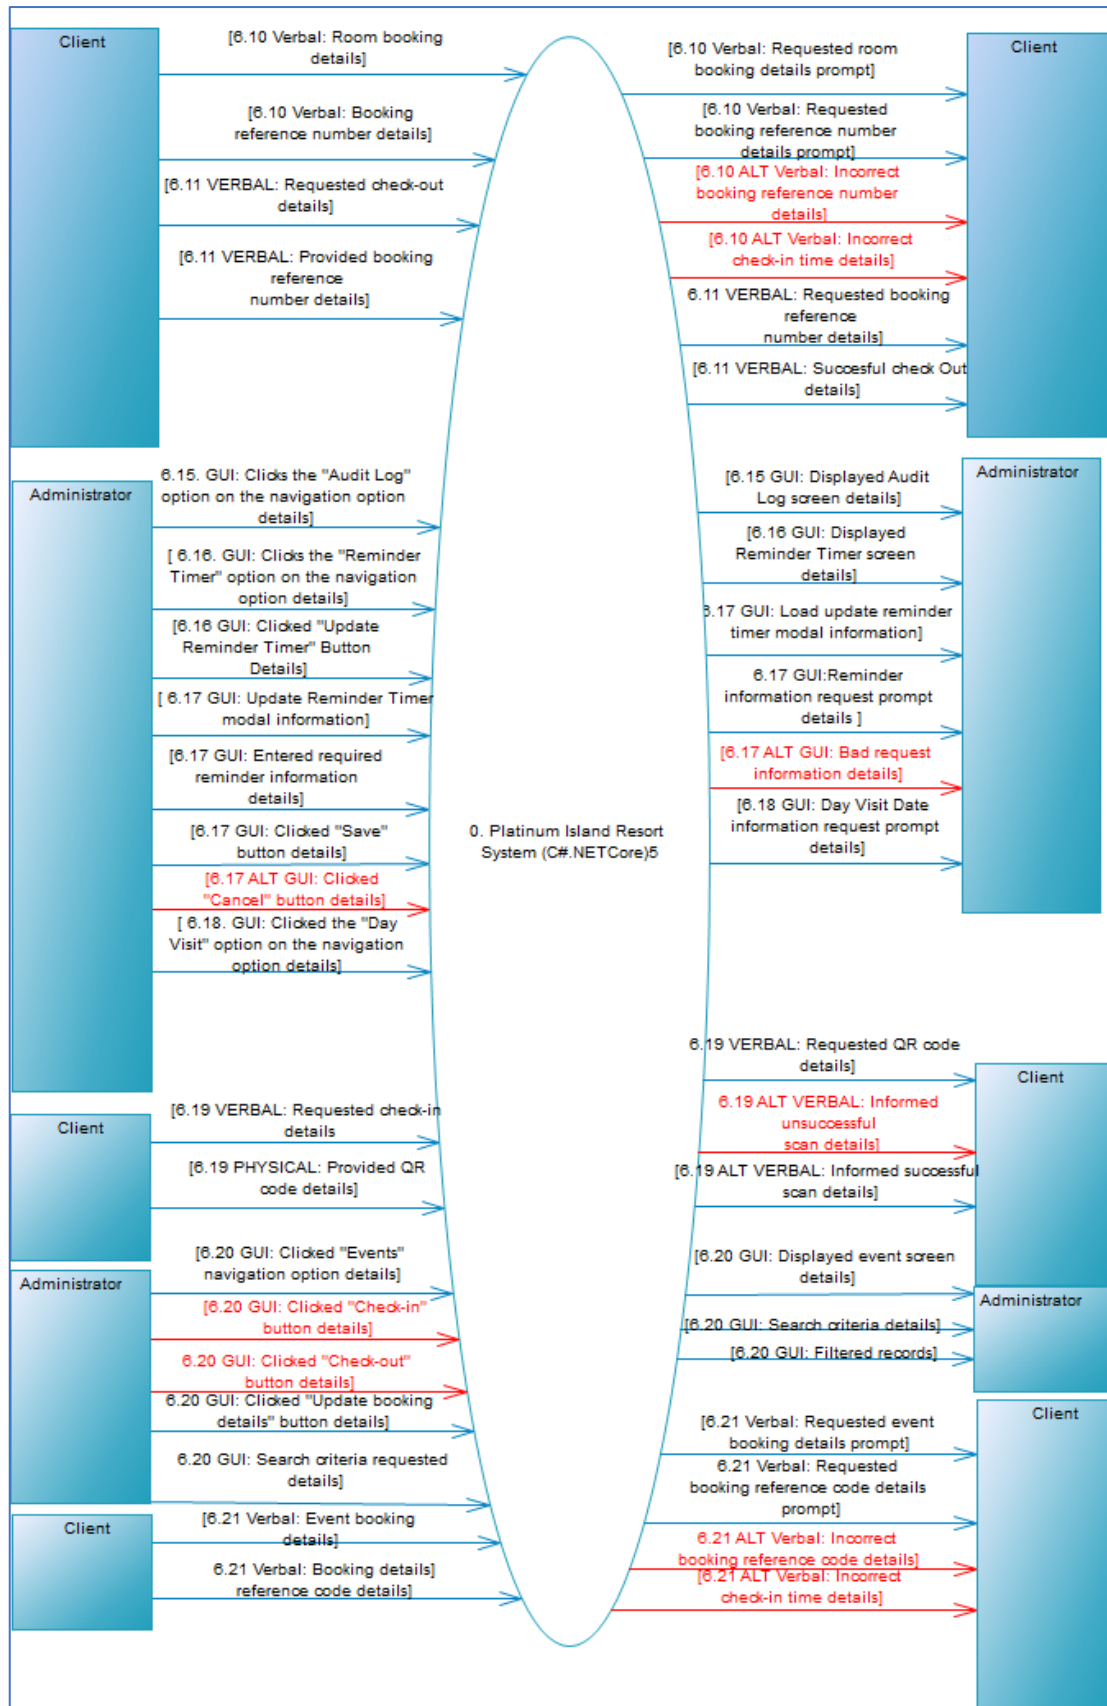 Client
[6.10 Verbal: Room booking
details]
[6.10 Verbal: Booking
reference number details]
[6.11 VERBAL: Requested check-out
details]
[6.11 VERBAL: Provided booking
reference
number details]
[6.10 Verbal: Requested room
booking details prompt]
[6.10 Verbal: Requested
booking reference number
details prompt]
[6.10 ALT Verbal: Incorrect
booking reference number
details]
[6.10 ALT Verbal: Incorrect
check-in time details]
6.11 VERBAL: Requested booking
reference
number details]
[6.11 VERBAL: Succesful check Out
details]
Client
Administrator
6.15. GUI: Clicks the "Audit Log"
option on the navigation option
details]
[ 6.16. GUI: Clicks the "Reminder
Timer" option on the navigation
option details]
[6.16 GUI: Clicked "Update
Reminder Timer" Button
Details]
[ 6.17 GUI: Update Reminder Timer
modal information]
[6.17 GUI: Entered required
reminder information
details]
[6.17 GUI: Clicked "Save"
button details]
[6.17 ALT GUI: Clicked
"Cancel" button details]
[ 6.18. GUI: Clicked the "Day
Visit" option on the navigation
option details]
0. Platinum Island Resort
System (C#.NETCore)5
[6.15 GUI: Displayed Audit
Log screen details]
[6.16 GUI: Displayed
Reminder Timer screen
details]
6.17 GUI: Load update reminder
timer modal information]
6.17 GUI:Reminder
information request prompt
details ]
[6.17 ALT GUI: Bad request
information details]
[6.18 GUI: Day Visit Date
information request prompt
details]
Administrator
Client
[6.19 VERBAL: Requested check-in
details
[6.19 PHYSICAL: Provided QR
code details]
6.19 VERBAL: Requested QR code
details]
6.19 ALT VERBAL: Informed
unsuccessful
scan details]
[6.19 ALT VERBAL: Informed successful
scan details]
Client
Administrator
[6.20 GUI: Clicked "Events"
navigation option details]
[6.20 GUI: Clicked "Check-in"
button details]
6.20 GUI: Clicked "Check-out"
button details]
6.20 GUI: Clicked "Update booking
details" button details]
6.20 GUI: Search criteria requested
details]
[6.20 GUI: Displayed event screen
details]
[6.20 GUI: Search criteria details]
[6.20 GUI: Filtered records]
Administrator
Client
[6.21 Verbal: Event booking
details]
6.21 Verbal: Booking details]
reference code details]
[6.21 Verbal: Requested event
booking details prompt]
6.21 Verbal: Requested
booking reference code details
prompt]
6.21 ALT Verbal: Incorrect
booking reference code details]
[6.21 ALT Verbal: Incorrect
check-in time details]
Client